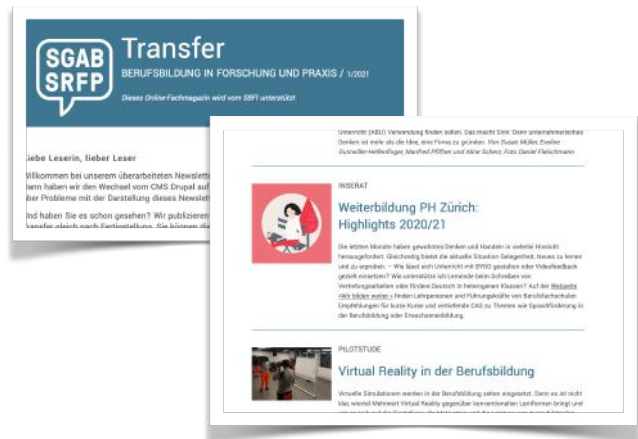 SGAB
SRFP
Transfer
BERUFSBILDUNG IN FORSCHUNG UND PRAXIS / 1/2021
Dieses Online-Fachmagazin wird vom SBFI unterstützt
Liebe Leserin, lieber Leser
Willkommen bei unserem überarbeiteten Newslett
Dann haben wir den Wechsel vom CMS Drupal auf
über Probleme mit der Darstellung dieses Newslett
Und haben Sie es schon gesehen? Wir publizieren
Transfer gleich nach Fertigstellung. Sie können die
Unterricht (ABU) Verwendung finden sollen. Das macht Sinn. Denn unternehmerisches
Denken ist mehr als die Idee, eine Firma zu gründen. Von Susan Müller, Eveline
Gutzwiller-Helfenfinger, Manfred Pfiffner und Aline Scherz, Foto Daniel Fleischmann
INSERAT
Weiterbildung PH Zürich:
Highlights 2020/21
Die letzten Monate haben gewohntes Denken und Handeln in vielerlei Hinsicht
herausgefordert. Gleichzeitig bietet die aktuelle Situation Gelegenheit, Neues zu lernen
und zu erproben. – Wie lässt sich Unterricht mit BYOD gestalten oder Videofeedback
gezielt einsetzen? Wie unterstütze ich Lernende beim Schreiben von
Vertiefungsarbeiten oder fördere Deutsch in heterogenen Klassen? Auf der Webseite
«Wir bilden weiter.» finden Lehrpersonen und Führungskräfte von Berufsfachschulen
Empfehlungen für kurze Kurse und vertiefende CAS zu Themen wie Sprachförderung in
der Berufsbildung oder Erwachsenenbildung.
PILOTSTUDE
Virtual Reality in der Berufsbildung
Virtuelle Simulationen werden in der Berufsbildung selten eingesetzt. Denn es ist nicht
klar, wieviel Mehrwert Virtual Reality gegenüber konventionellen Lernformen bringt und